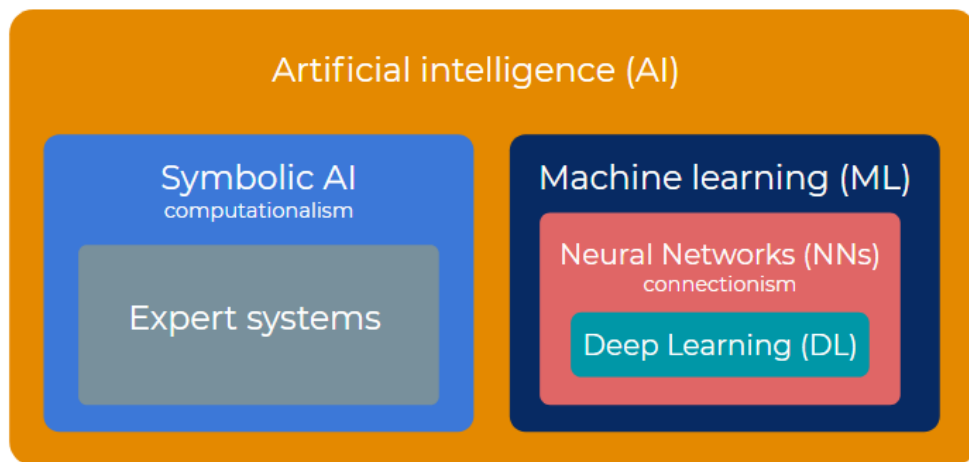 Artificial intelligence (AI)
Symbolic AI
computationalism
Expert systems
Machine learning (ML)
Neural Networks (NNs)
connectionism
Deep Learning (DL)